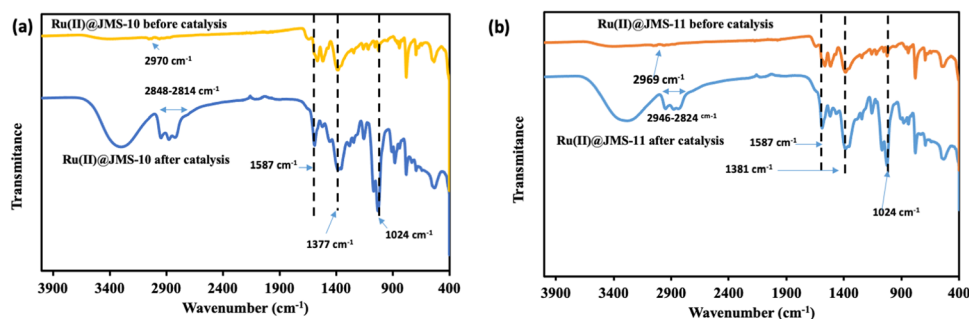 (a)
Ru(II)@JMS-10 before catalysis
2970 cm-1
2848-2814 cm-1
Ru(II)@JMS-10 after catalysis
1587 cm-1
1377 cm-1
1024 cm-1
Transmitance
3900 3400 2900 2400 1900 1400 900 400
Wavenumber (cm-1)
(b)
Ru(II)@JMS-11 before catalysis
2969 cm-1
2946-2824 cm-1
Ru(II)@JMS-11 after catalysis
1587 cm-1
1381 cm-1
1024 cm-1
Transmittance
3900 3400 2900 2400 1900 1400 900 400
Wavenumber (cm-1)